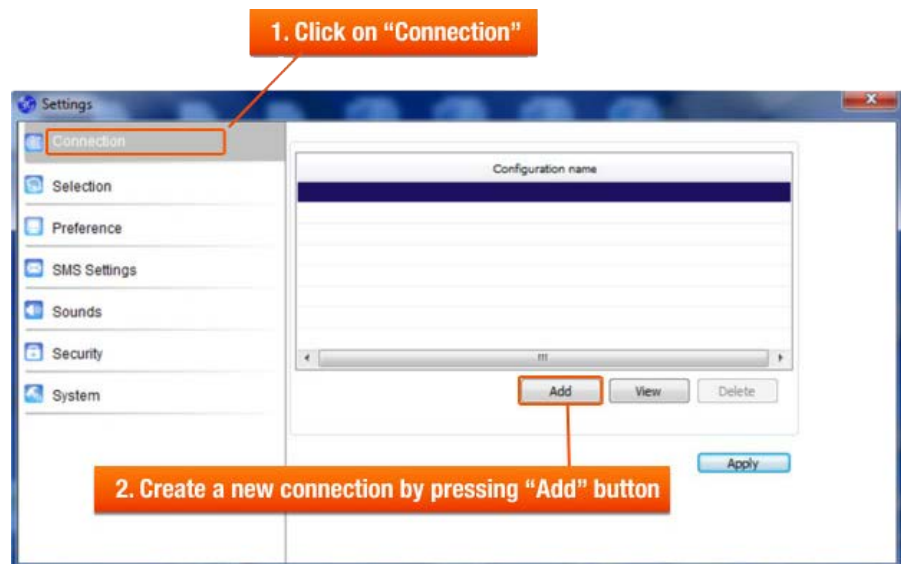 1. Click on “Connection”
Settings
Connection
Selection
Preference
SMS Settings
Sounds
Security
System
Configuration name
Add
View
Delete
Apply
2. Create a new connection by pressing “Add” button